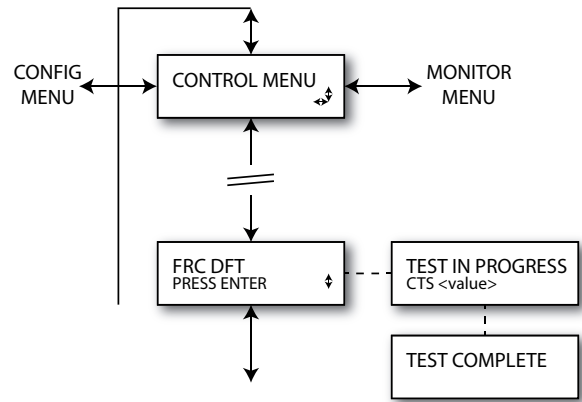 CONFIG
MENU
CONTROL MENU
MONITOR
MENU
FRC DFT
PRESS ENTER
TEST IN PROGRESS
CTS <value>
TEST COMPLETE